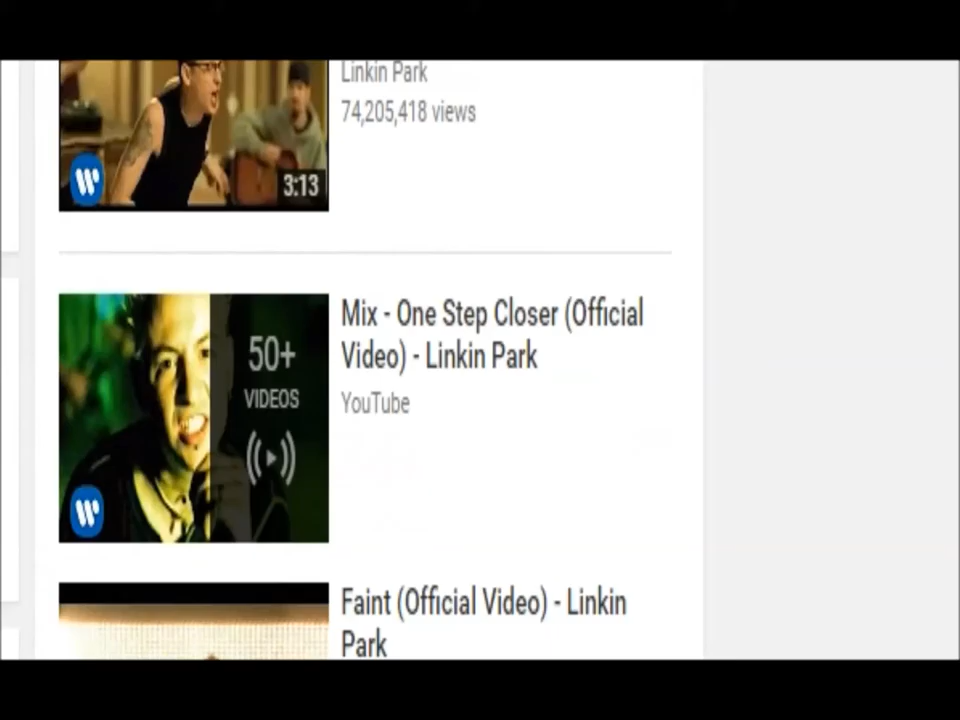 Linkin Park
74,205,418 views
3:13
Mix - One Step Closer (Official
Video) - Linkin Park
YouTube
50+
VIDEOS
Faint (Official Video) - Linkin
Park